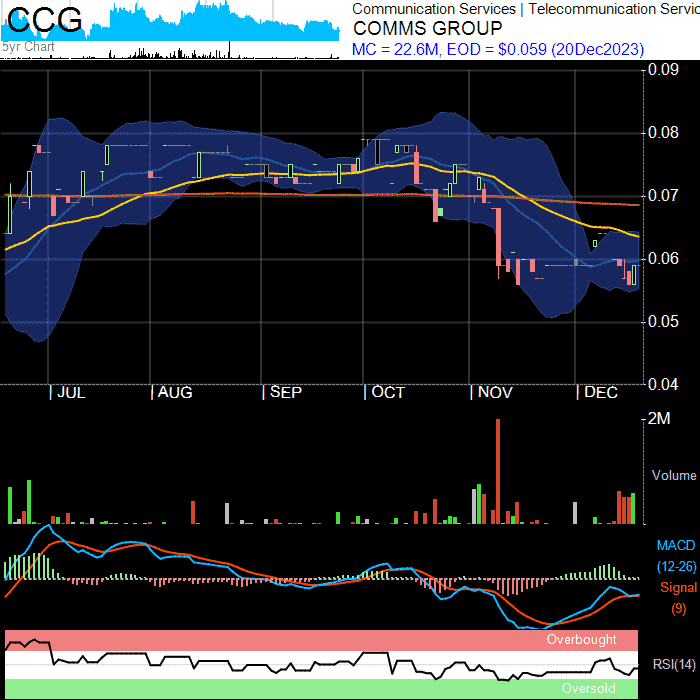 CCG
5yr Chart
Communication Services | Telecommunication Servic
COMMS GROUP
MC = 22.6M, EOD = $0.059 (20Dec2023)
0.09
0.08
0.07
0.06
0.05
0.04
| JUL | AUG | SEP | OCT | NOV | DEC
2M
Volume
MACD
(12-26)
Signal
(9)
Overbought
RSI(14)
Oversold